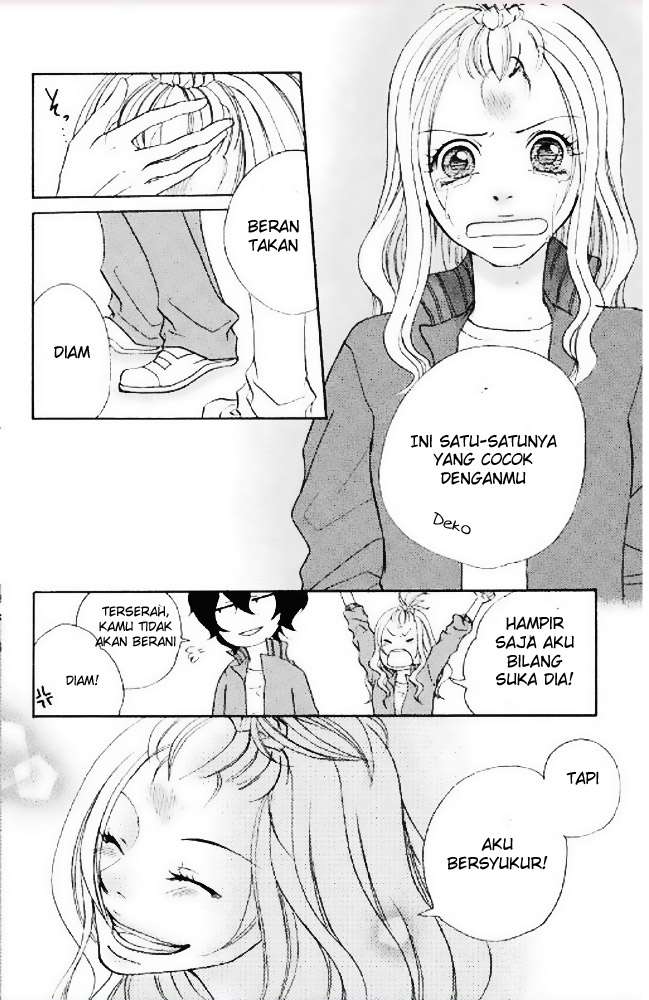 BERAN
TAKAN
DIAM
INI SATU-SATUNYA
YANG COCOK
DENGANMU
Deko
HAMPIR
SAJA AKU
BILANG
SUKA DIA!
TERSERAH,
KAMU TIDAK
AKAN BERANI
DIAM!
TAPI
AKU
BERSYUKUR!